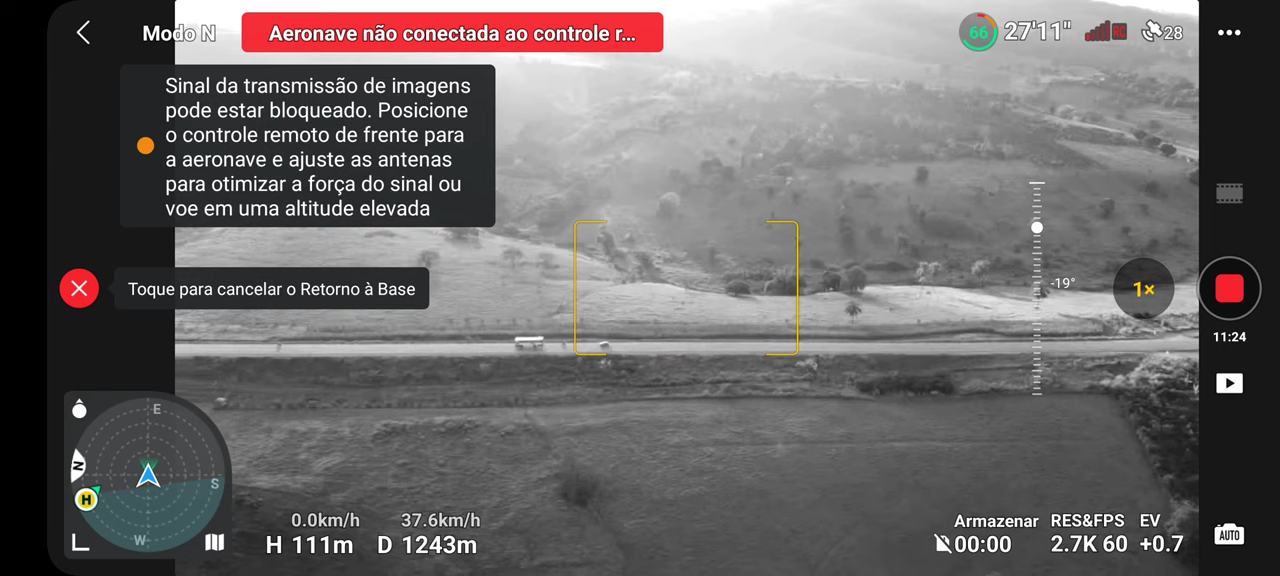 Modo N
Aeronave não conectada ao controle r...
66
27'11"
RC
28
Sinal da transmissão de imagens
pode estar bloqueado. Posicione
o controle remoto de frente para
a aeronave e ajuste as antenas
para otimizar a força do sinal ou
voe em uma altitude elevada
Toque para cancelar o Retorno à Base
-19°
1×
11:24
E
N
S
H
W
0.0km/h
37.6km/h
H 111m
D 1243m
Armazenar
00:00
RES&FPS
2.7K 60
EV
+0.7
AUTO